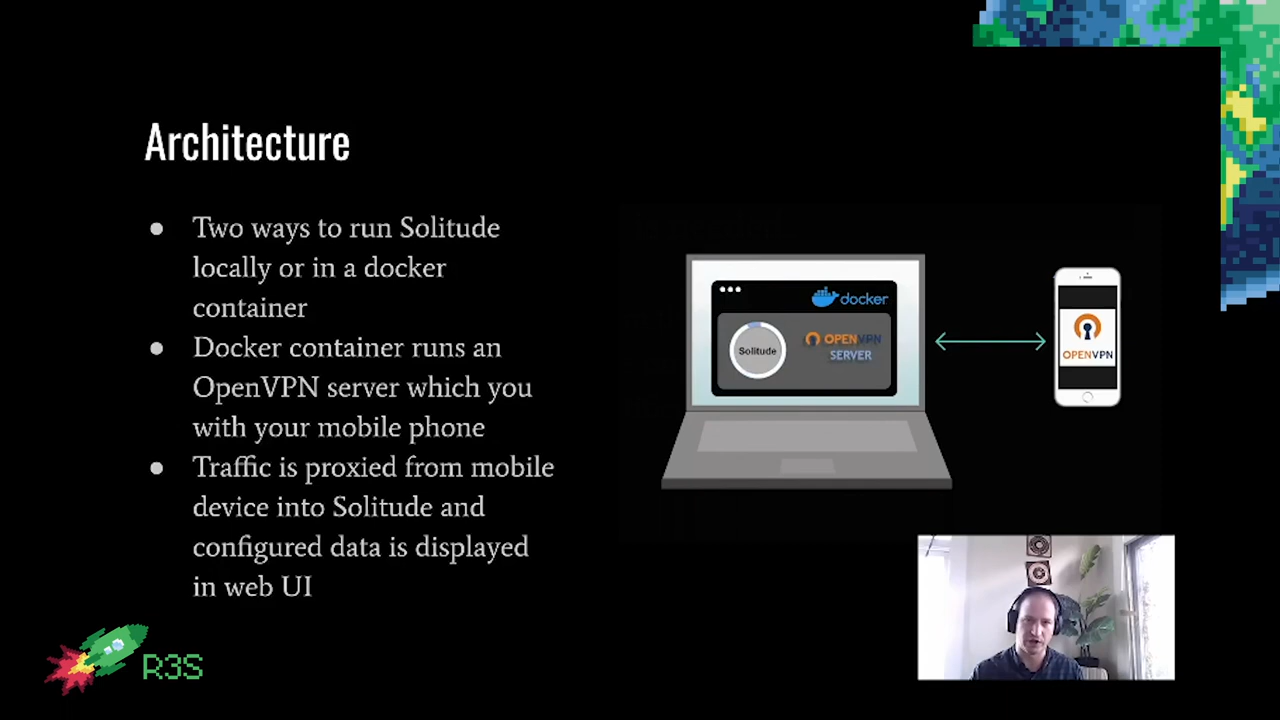 Architecture
● Two ways to run Solitude
locally or in a docker
container
● Docker container runs an
OpenVPN server which you
with your mobile phone
● Traffic is proxied from mobile
device into Solitude and
configured data is displayed
in web UI
docker
Solitude
OPENVPN
SERVER
OPENVPN
R3S